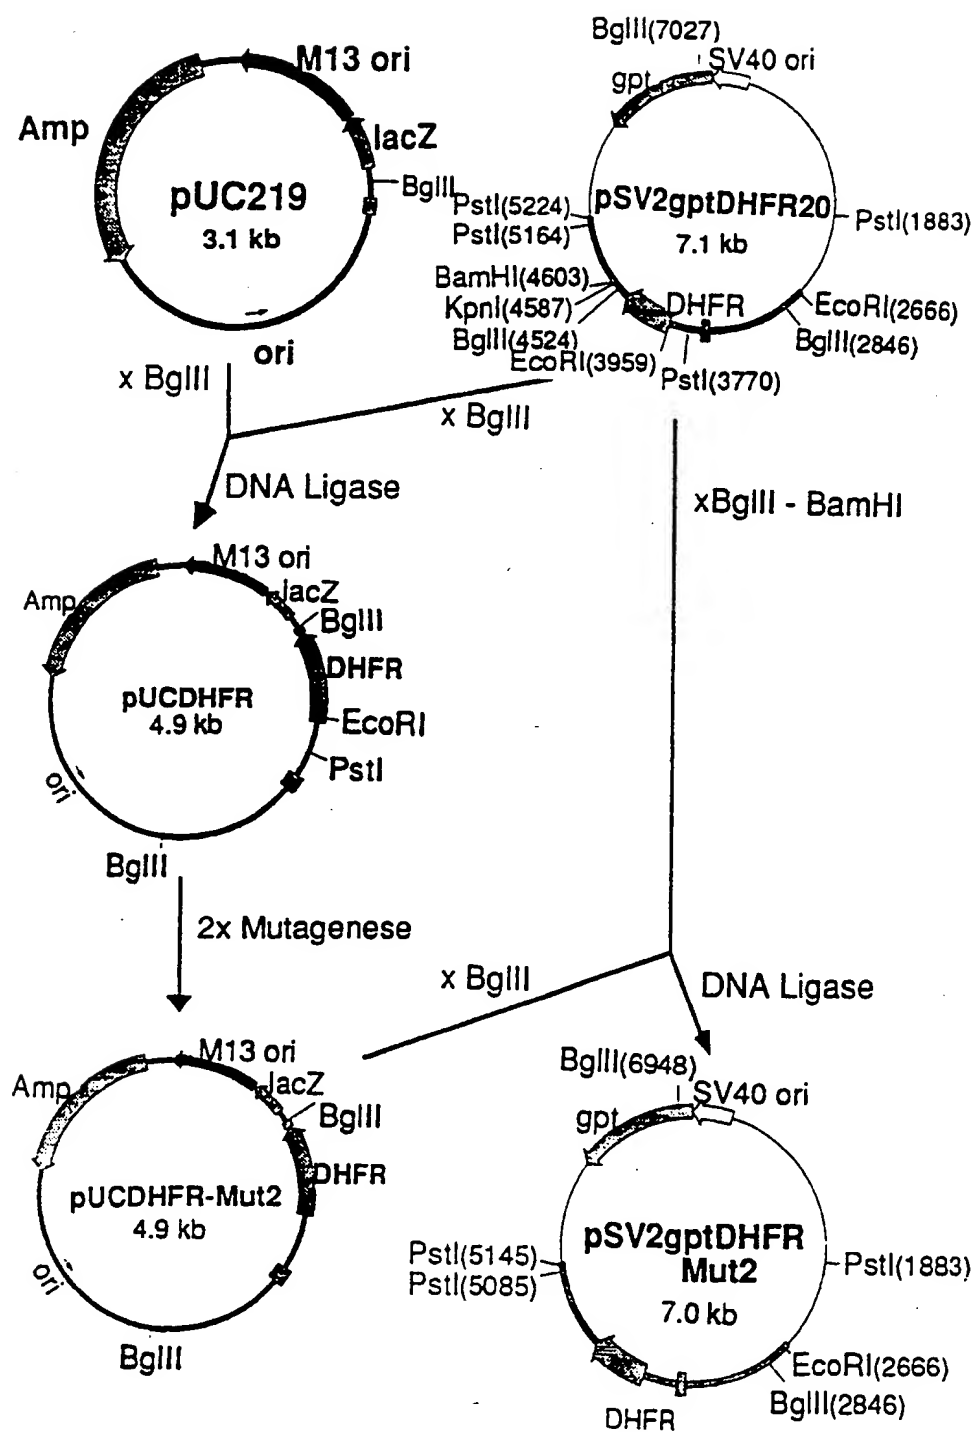 M13 ori
Amp
lacZ
BglII
pUC219
3.1 kb
ori
BglII(7027)
SV40 ori
gpt
PstI(5224)
PstI(5164)
pSV2gptDHFR20
7.1 kb
PstI(1883)
BamHI(4603)
KpnI(4587)
BglII(4524)
EcoRI(3959)
DHFR
PstI(3770)
EcoRI(2666)
BglII(2846)
x BglII
x BglII
DNA Ligase
xBglII - BamHI
M13 ori
Amp
lacZ
BglII
DHFR
pUCDHFR
4.9 kb
EcoRI
PstI
ori
BglII
2x Mutagenese
x BglII
DNA Ligase
M13 ori
Amp
lacZ
BglII
DHFR
pUCDHFR-Mut2
4.9 kb
ori
BglII
BglII(6948)
SV40 ori
gpt
pSV2gptDHFR
Mut2
7.0 kb
PstI(5145)
PstI(5085)
PstI(1883)
EcoRI(2666)
BglII(2846)
DHFR